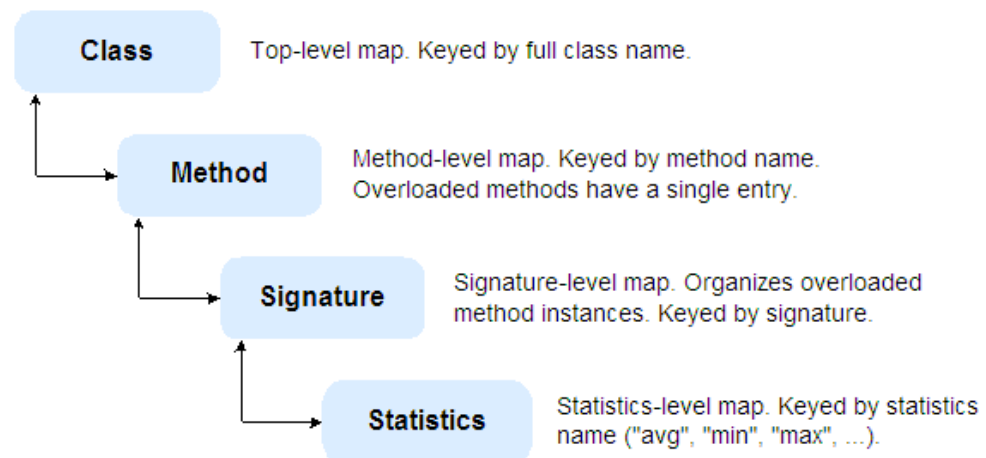 Class
Top-level map. Keyed by full class name.
Method
Method-level map. Keyed by method name.
Overloaded methods have a single entry.
Signature
Signature-level map. Organizes overloaded
method instances. Keyed by signature.
Statistics
Statistics-level map. Keyed by statistics
name ("avg", "min", "max", ...).